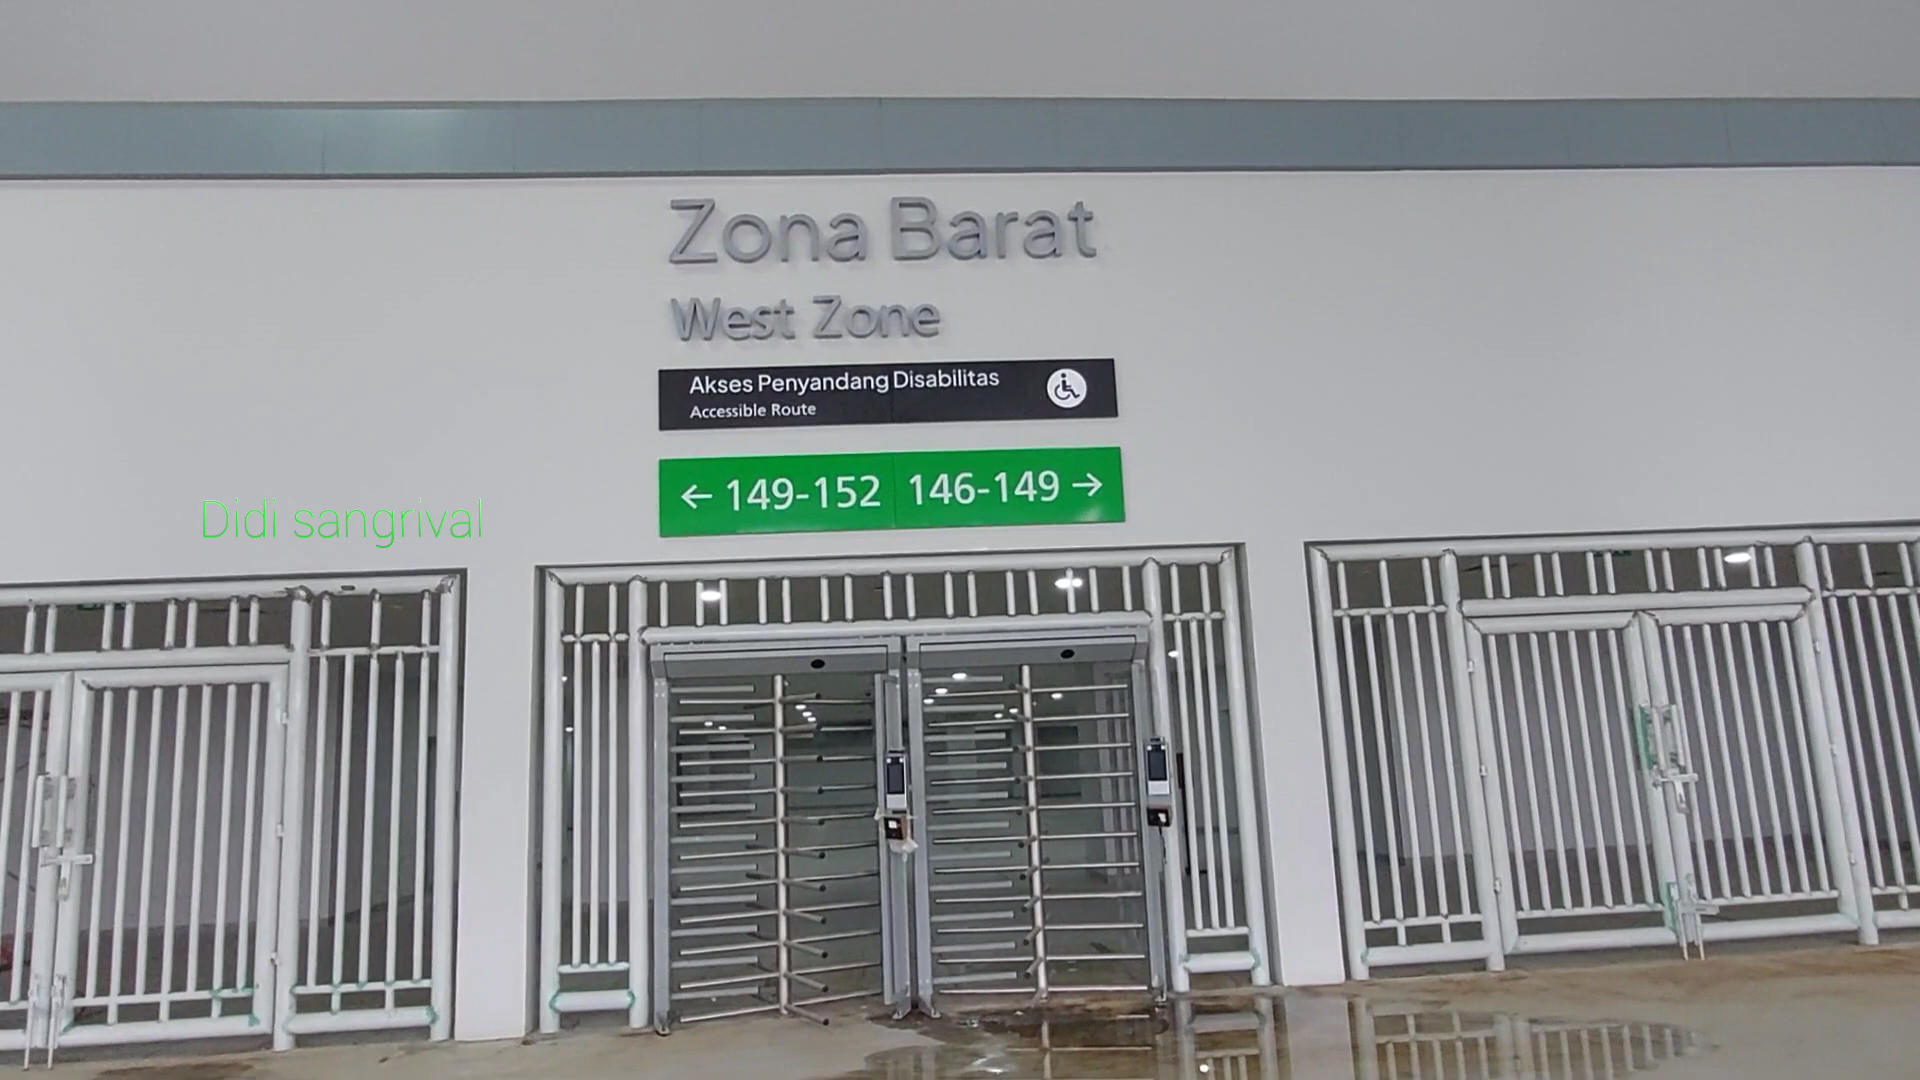 Zona Barat
West Zone
Akses Penyandang Disabilitas
Accessible Route
← 149-152 146-149 →
Didi sangrival